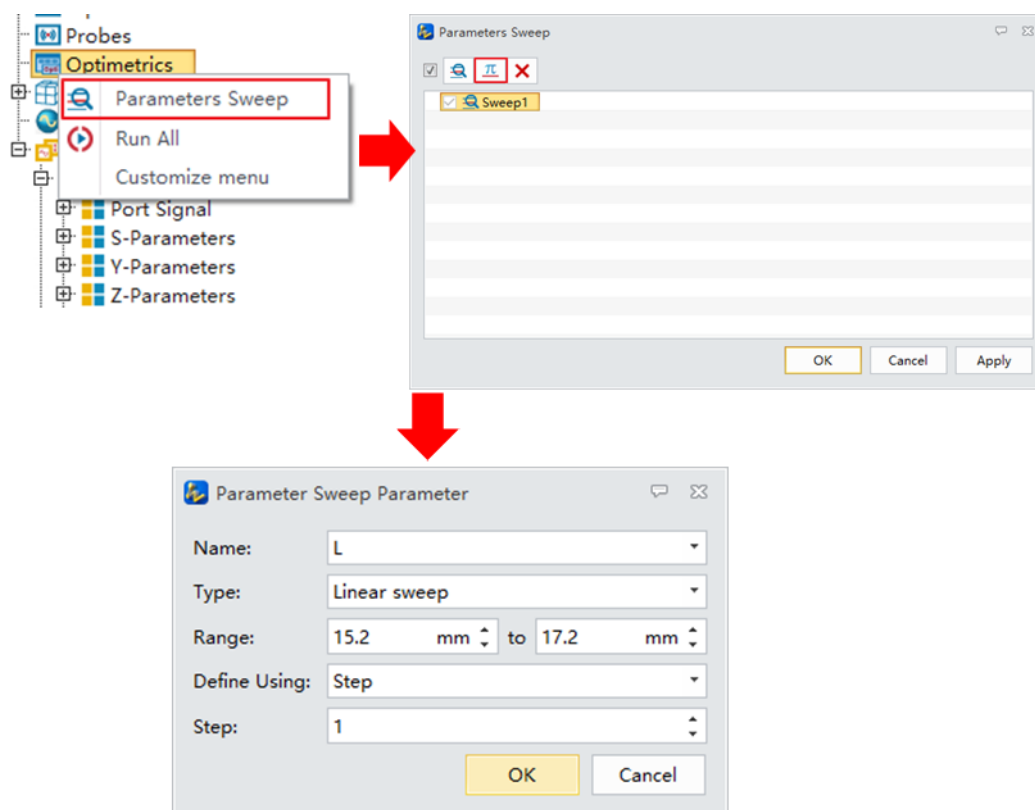 Probes
Optimetrics
Parameters Sweep
Run All
Customize menu
Port Signal
S-Parameters
Y-Parameters
Z-Parameters
Parameters Sweep
π
Sweep1
OK Cancel Apply
Parameter Sweep Parameter
Name: L
Type: Linear sweep
Range: 15.2 mm to 17.2 mm
Define Using: Step
Step: 1
OK Cancel